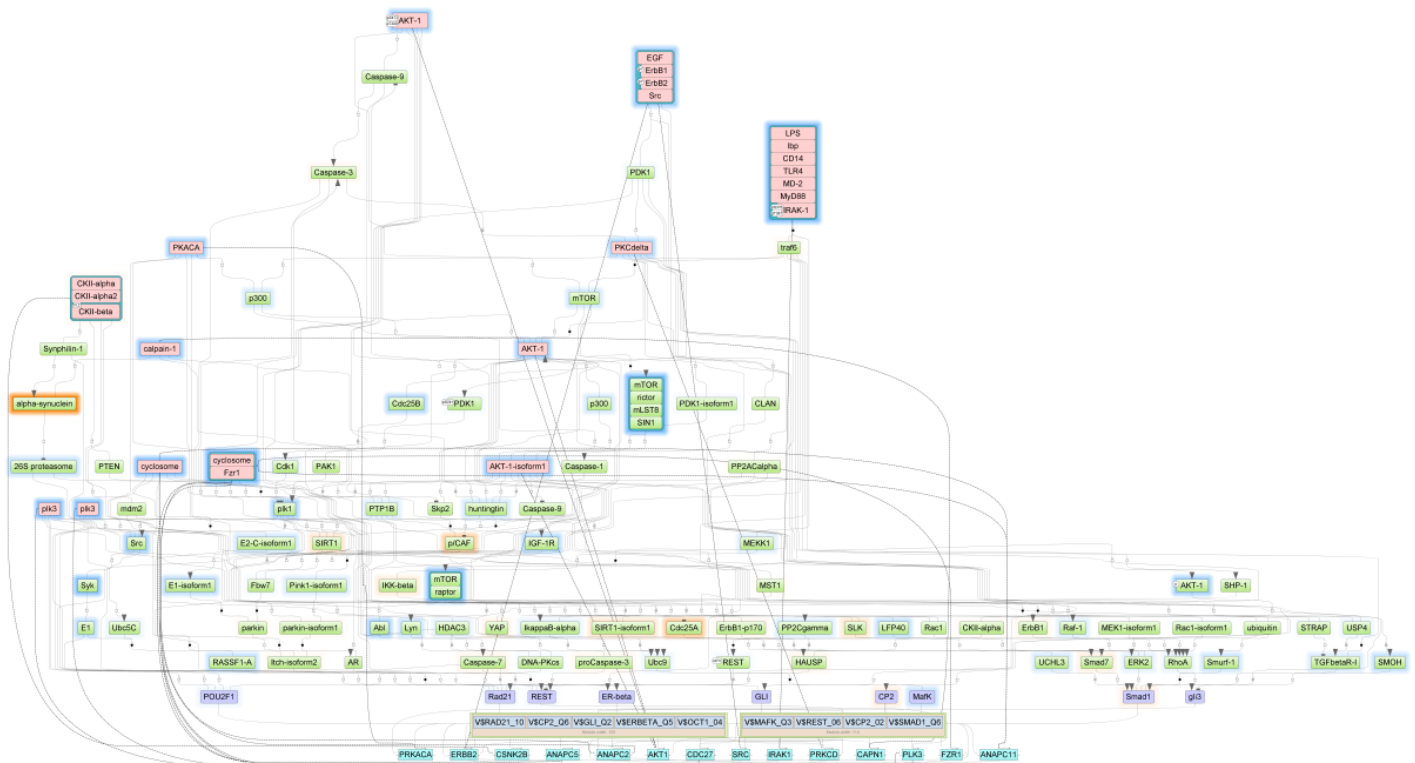 AKT-1
EGF
ErbB1
ErbB2
Src
Caspase-9
LPS
lbp
CD14
TLR4
MD-2
MyD88
IRAK-1
Caspase-3
PDK1
PKACA
PKCdelta
traf6
CKII-alpha
CKII-alpha2
CKII-beta
p300
mTOR
Synphilin-1
calpain-1
AKT-1
mTOR
rictor
mLST8
SIN1
alpha-synuclein
Cdc25B
PDK1
p300
PDK1-isoform1
CLAN
26S proteasome
PTEN
cyclosome
cyclosome
Fzr1
Cdk1
PAK1
AKT-1-isoform1
Caspase-1
PP2ACalpha
plk3
plk3
mdm2
plk1
PTP1B
Skp2
huntingtin
Caspase-9
Src
E2-C-isoform1
SIRT1
p/CAF
IGF-1R
MEKK1
Syk
E1-isoform1
Fbw7
Pink1-isoform1
IKK-beta
mTOR
raptor
MST1
AKT-1
SHP-1
E1
Ubc5C
parkin
parkin-isoform1
Abl
Lyn
HDAC3
YAP
IkappaB-alpha
SIRT1-isoform1
Cdc25A
ErbB1-p170
PP2Cgamma
SLK
LFP40
Rac1
CKII-alpha
ErbB1
Raf-1
MEK1-isoform1
Rac1-isoform1
ubiquitin
STRAP
USP4
RASSF1-A
Itch-isoform2
AR
Caspase-7
DNA-PKcs
proCaspase-3
Ubc9
REST
HAUSP
UCHL3
Smad7
ERK2
RhoA
Smurf-1
TGFbetaR-I
SMOH
POU2F1
Rad21
REST
ER-beta
GLI
CP2
MafK
Smad1
gli3
V$RAD21_10 V$CP2_Q6 V$GLI_Q2 V$ERBETA_Q5 V$OCT1_04
V$MAFK_Q3 V$REST_06 V$CP2_02 V$SMAD1_Q6
PRKACA
ERBB2
CSNK2B
ANAPC5
ANAPC2
AKT1
CDC27
SRC
IRAK1
PRKCD
CAPN1
PLK3
FZR1
ANAPC11